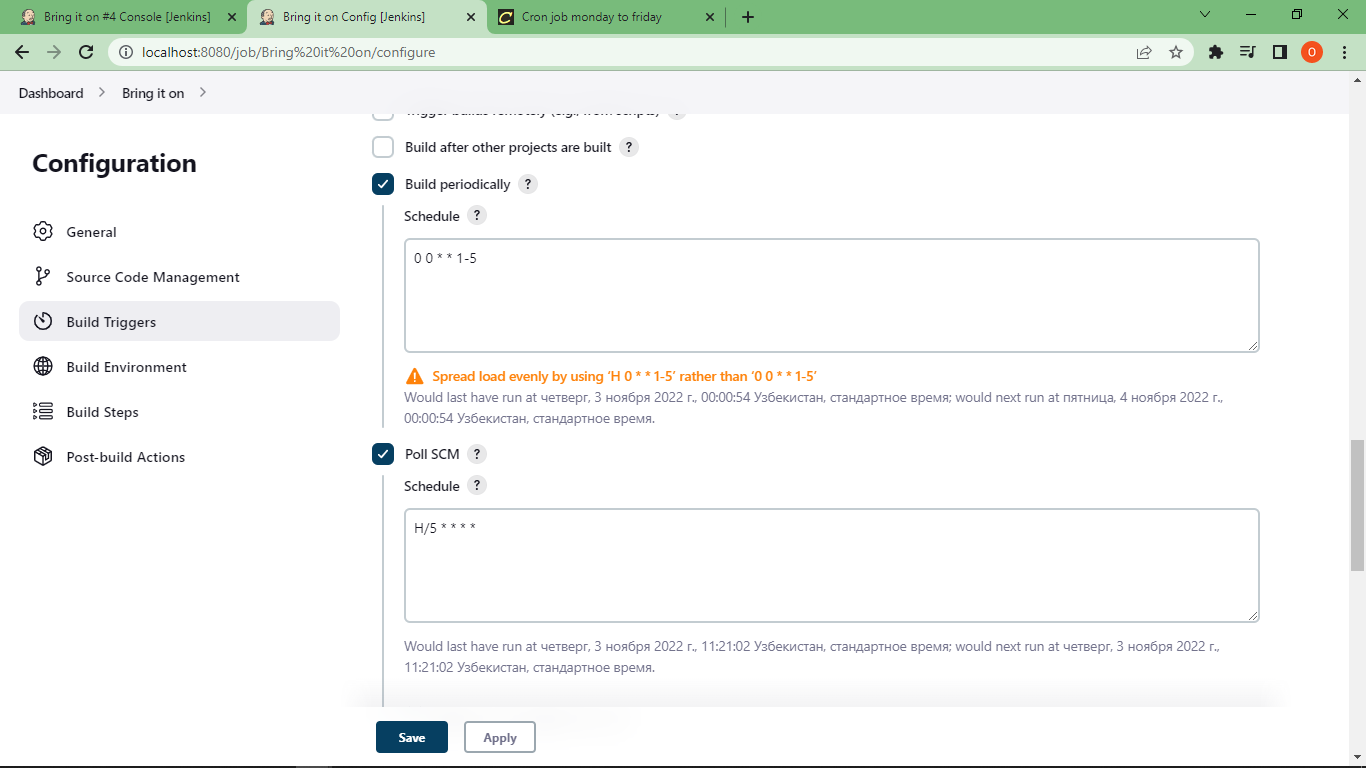 Bring it on #4 Console [Jenkins]
Bring it on Config [Jenkins]
Cron job monday to friday
localhost:8080/job/Bring%20it%20on/configure
O
Dashboard
Bring it on
Configuration
General
Source Code Management
Build Triggers
Build Environment
Build Steps
Post-build Actions
Trigger builds remotely (e.g., from scripts) ?
Build after other projects are built ?
Build periodically ?
Schedule ?
0 0 * * 1-5
Spread load evenly by using ‘H 0 * * 1-5’ rather than ‘0 0 * * 1-5’
Would last have run at четверг, 3 ноября 2022 г., 00:00:54 Узбекистан, стандартное время; would next run at пятница, 4 ноября 2022 г.,
00:00:54 Узбекистан, стандартное время.
Poll SCM ?
Schedule ?
H/5 * * * *
Would last have run at четверг, 3 ноября 2022 г., 11:21:02 Узбекистан, стандартное время; would next run at четверг, 3 ноября 2022 г.,
11:21:02 Узбекистан, стандартное время.
Save
Apply